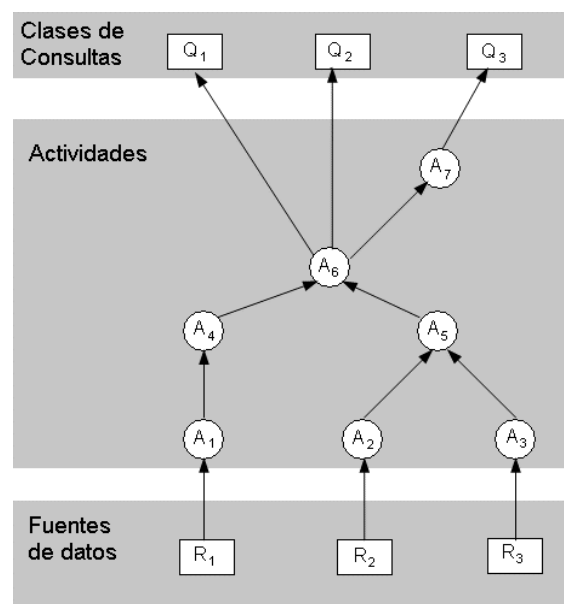 Clases de
Consultas
Q1 Q2 Q3
Actividades
A7
A6
A4 A5
A1 A2 A3
Fuentes
de datos
R1 R2 R3